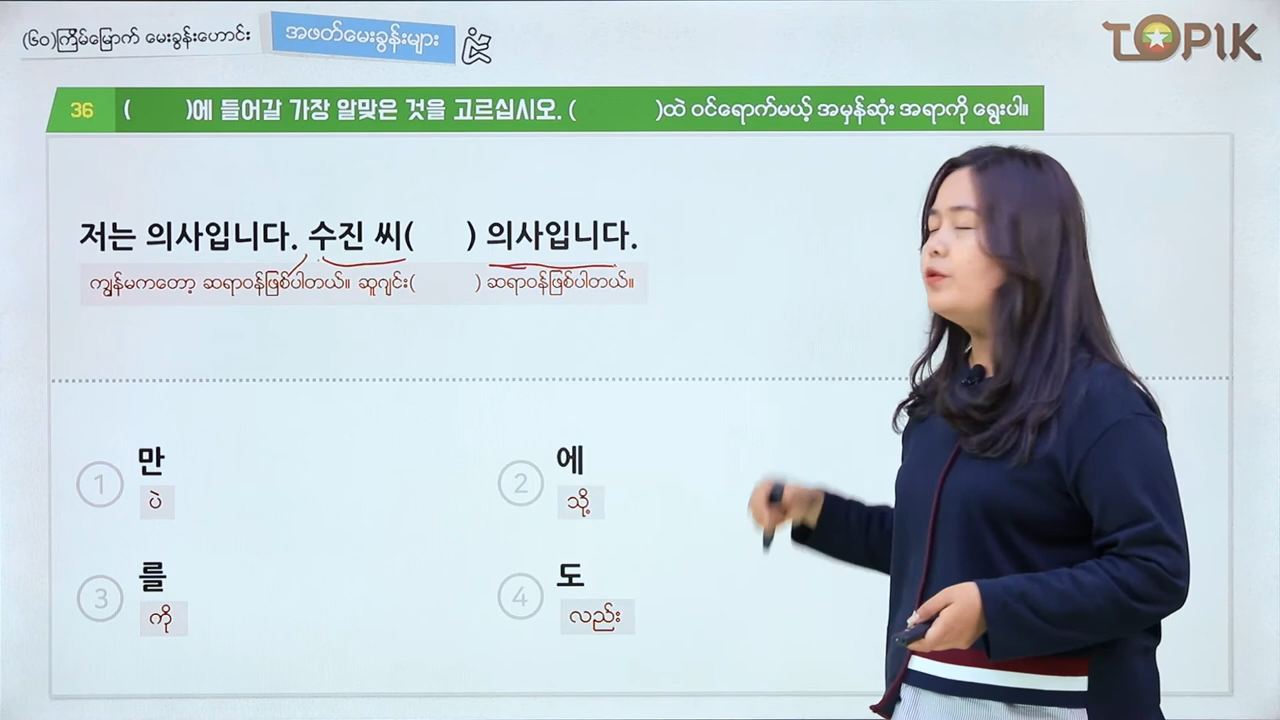 (၆၀)ကြိမ်မြောက် မေးခွန်းဟောင်း
အဖတ်မေးခွန်းများ
TOPIK
36 ( )에 들어갈 가장 알맞은 것을 고르십시오. ( )ထဲ ဝင်ရောက်မယ့် အမှန်ဆုံး အရာကို ရွေးပါ။
저는 의사입니다. 수진 씨( ) 의사입니다.
ကျွန်မကတော့ ဆရာဝန်ဖြစ်ပါတယ်။ ဆူဂျင်း( ) ဆရာဝန်ဖြစ်ပါတယ်။
1 만
ပဲ
2 에
သို့
3 를
ကို
4 도
လည်း